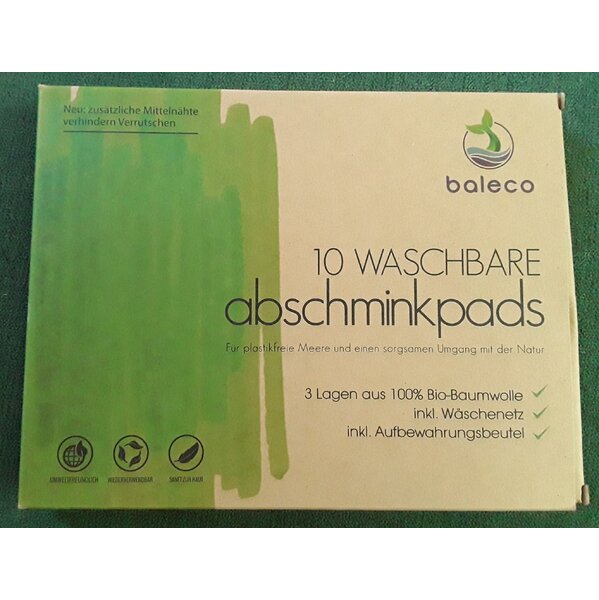 Neu: zusätzliche Mittelnähte
verhindern Verrutschen
baleco
10 WASCHBARE
abschminkpads
Für plastikfreie Meere und einen sorgsamen Umgang mit der Natur
3 Lagen aus 100% Bio-Baumwolle
inkl. Wäschenetz
inkl. Aufbewahrungsbeutel
UMWELTFREUNDLICH
WIEDERVERWENDBAR
SANFT ZUR HAUT